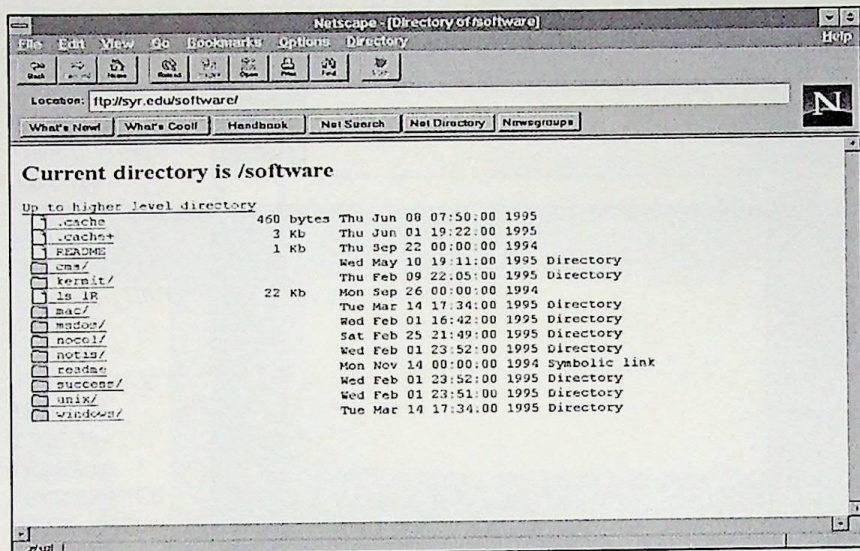 Netscape - [Directory of /software]
File Edit View Go Bookmarks Options Directory Help
Back Home Reload Open Print Find
Location: ftp://syr.edu/software/
N
What's New! What's Cool! Handbook Net Search Net Directory Newsgroups
Current directory is /software
Up to higher level directory
.cache 460 bytes Thu Jun 08 07:50:00 1995
.cache+ 3 Kb Thu Jun 01 19:22:00 1995
README 1 Kb Thu Sep 22 00:00:00 1994
cms/ Wed May 10 19:11:00 1995 Directory
kermit/ Thu Feb 09 22:05:00 1995 Directory
ls lR 22 Kb Mon Sep 26 00:00:00 1994
mac/ Tue Mar 14 17:34:00 1995 Directory
msdos/ Wed Feb 01 16:42:00 1995 Directory
nocol/ Sat Feb 25 21:49:00 1995 Directory
notis/ Wed Feb 01 23:52:00 1995 Directory
readme Mon Nov 14 00:00:00 1994 Symbolic link
success/ Wed Feb 01 23:52:00 1995 Directory
unix/ Wed Feb 01 23:51:00 1995 Directory
windows/ Tue Mar 14 17:34:00 1995 Directory